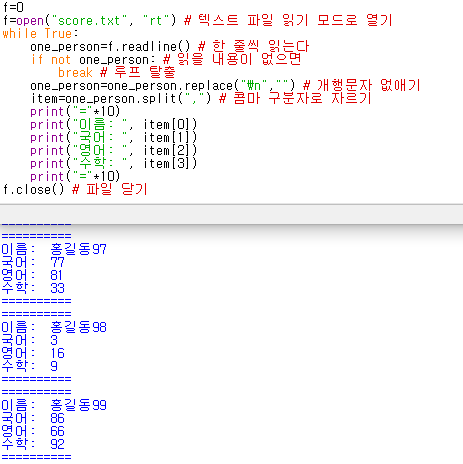 f=0
f=open("score.txt", "rt") # 텍스트 파일 읽기 모드로 열기
while True:
    one_person=f.readline() # 한 줄씩 읽는다
    if not one_person: # 읽을 내용이 없으면
        break # 루프 탈출
    one_person=one_person.replace("₩n","") # 개행문자 없애기
    item=one_person.split(",") # 콤마 구분자로 자르기
    print("="*10)
    print("이름: ", item[0])
    print("국어: ", item[1])
    print("영어: ", item[2])
    print("수학: ", item[3])
    print("="*10)
f.close() # 파일 닫기
==========
==========
이름:  홍길동97
국어:  77
영어:  81
수학:  33
==========
==========
이름:  홍길동98
국어:  3
영어:  16
수학:  9
==========
==========
이름:  홍길동99
국어:  86
영어:  66
수학:  92
==========